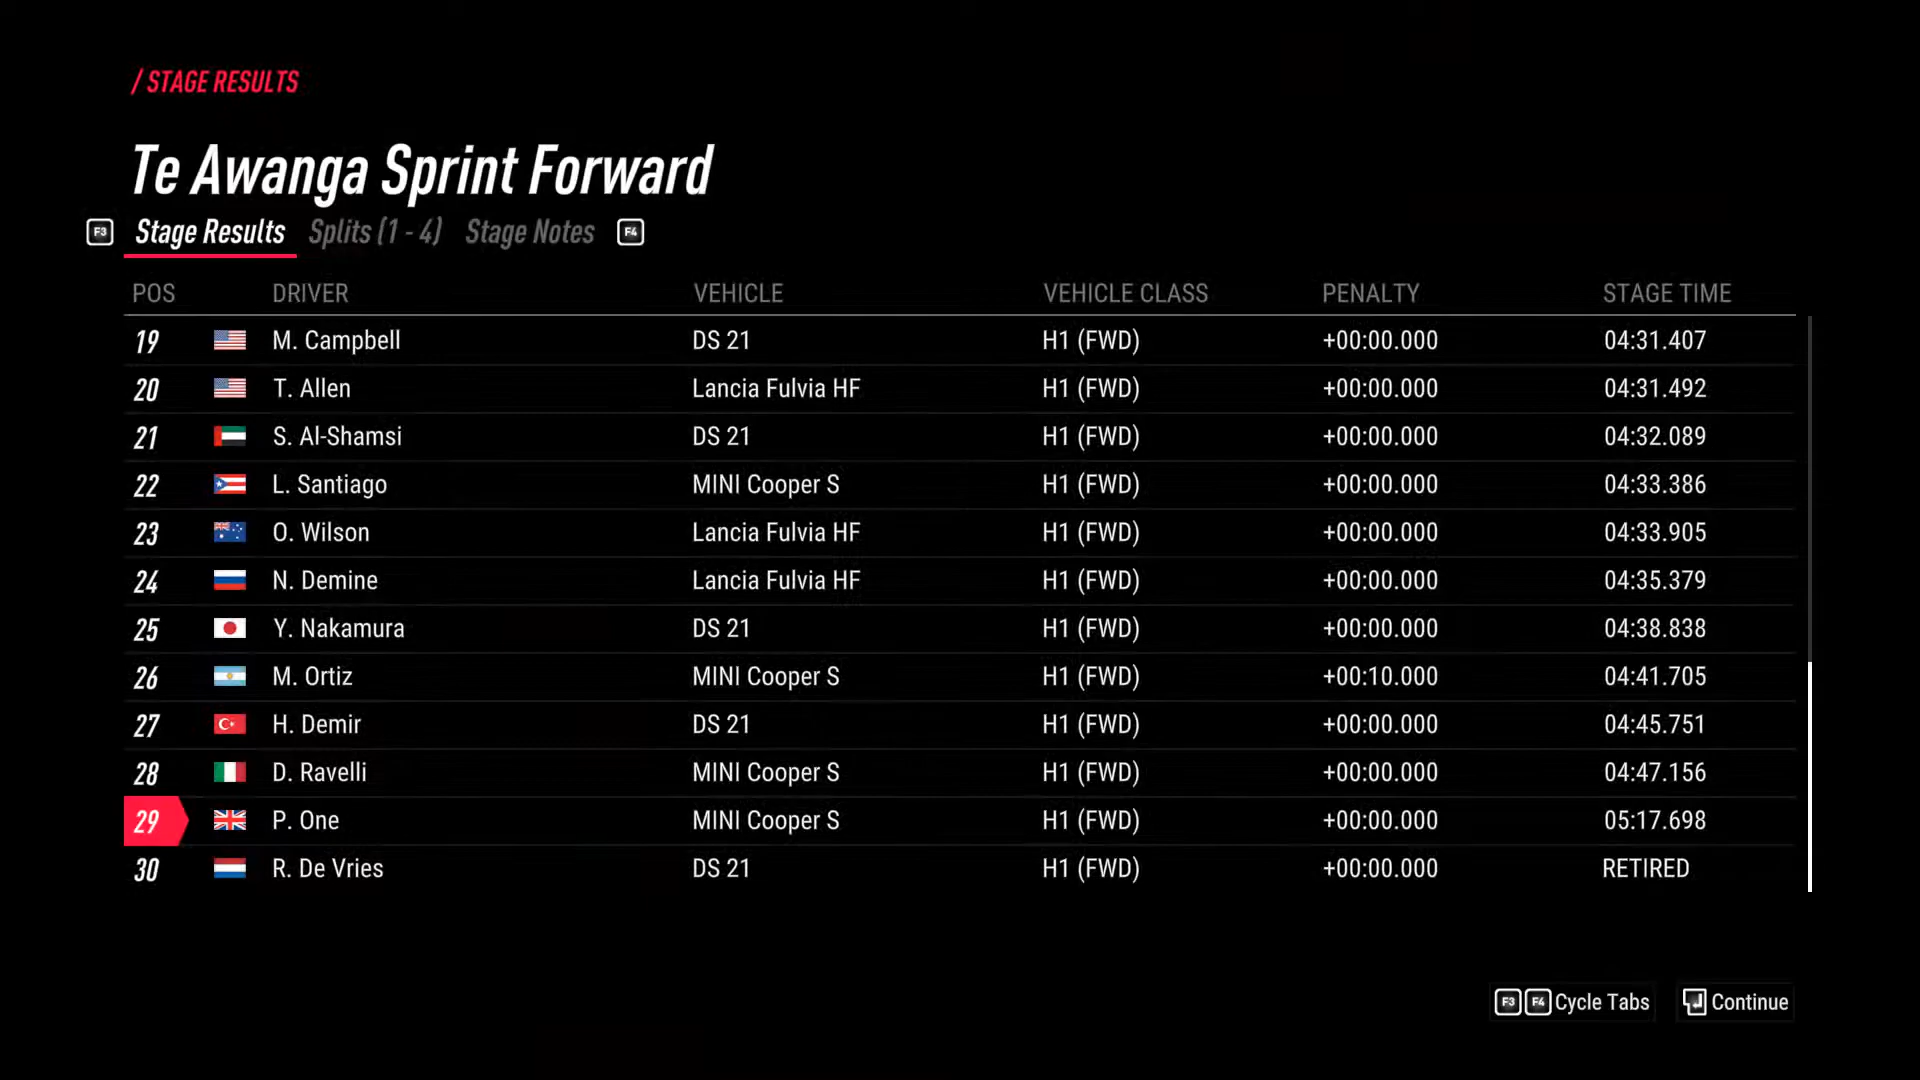 / STAGE RESULTS
Te Awanga Sprint Forward
F3 Stage Results Splits (1 - 4) Stage Notes F4
POS DRIVER VEHICLE VEHICLE CLASS PENALTY STAGE TIME
19 M. Campbell DS 21 H1 (FWD) +00:00.000 04:31.407
20 T. Allen Lancia Fulvia HF H1 (FWD) +00:00.000 04:31.492
21 S. Al-Shamsi DS 21 H1 (FWD) +00:00.000 04:32.089
22 L. Santiago MINI Cooper S H1 (FWD) +00:00.000 04:33.386
23 O. Wilson Lancia Fulvia HF H1 (FWD) +00:00.000 04:33.905
24 N. Demine Lancia Fulvia HF H1 (FWD) +00:00.000 04:35.379
25 Y. Nakamura DS 21 H1 (FWD) +00:00.000 04:38.838
26 M. Ortiz MINI Cooper S H1 (FWD) +00:10.000 04:41.705
27 H. Demir DS 21 H1 (FWD) +00:00.000 04:45.751
28 D. Ravelli MINI Cooper S H1 (FWD) +00:00.000 04:47.156
29 P. One MINI Cooper S H1 (FWD) +00:00.000 05:17.698
30 R. De Vries DS 21 H1 (FWD) +00:00.000 RETIRED
F3 F4 Cycle Tabs Continue